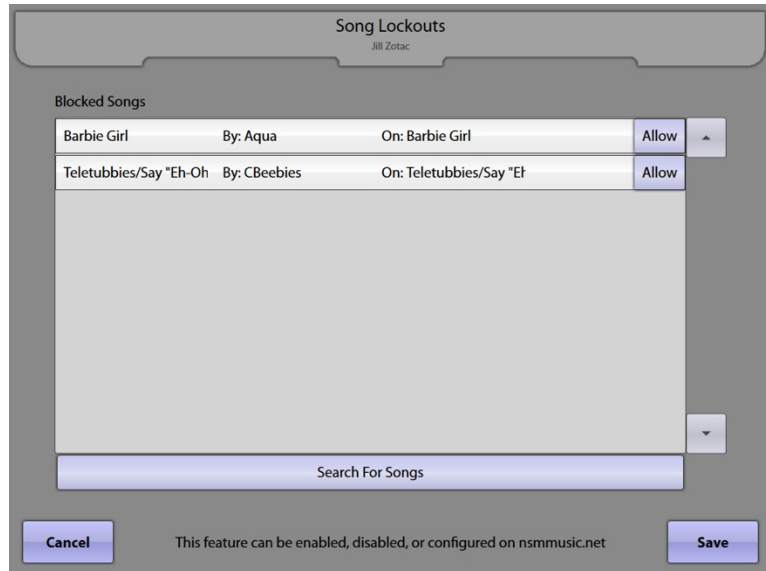 Song Lockouts
Jill Zotac
Blocked Songs
Barbie Girl By: Aqua On: Barbie Girl Allow
Teletubbies/Say "Eh-Oh By: CBeebies On: Teletubbies/Say "Eh Allow
Search For Songs
Cancel This feature can be enabled, disabled, or configured on nsmmusic.net Save